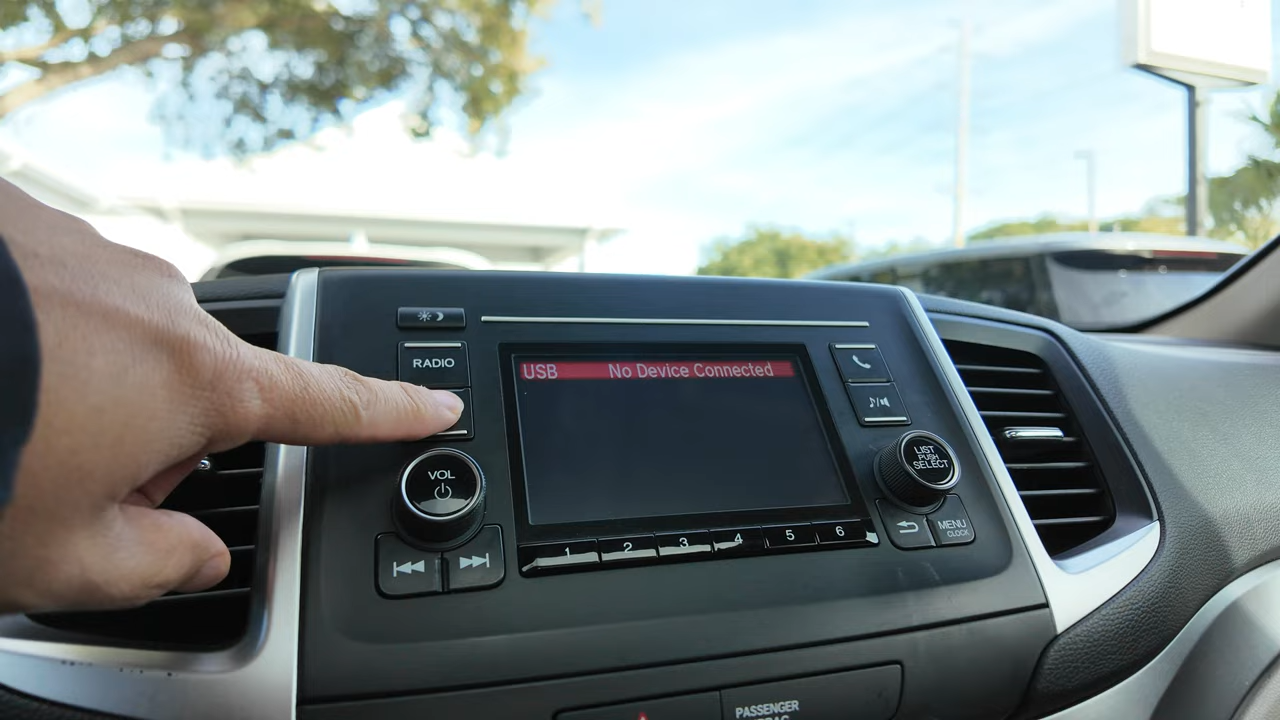 RADIO
USB No Device Connected
VOL
LIST
PUSH
SELECT
MENU
CLOCK
1 2 3 4 5 6
PASSENGER